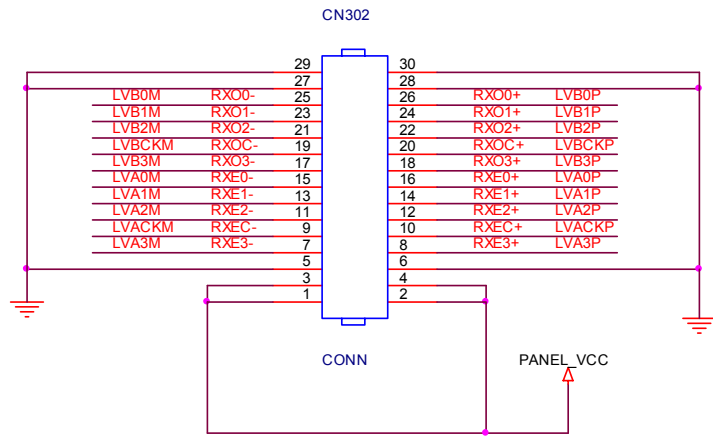 CN302
29 30
27 28
LVB0M RXO0- 25 26 RXO0+ LVB0P
LVB1M RXO1- 23 24 RXO1+ LVB1P
LVB2M RXO2- 21 22 RXO2+ LVB2P
LVBCKM RXOC- 19 20 RXOC+ LVBCKP
LVB3M RXO3- 17 18 RXO3+ LVB3P
LVA0M RXE0- 15 16 RXE0+ LVA0P
LVA1M RXE1- 13 14 RXE1+ LVA1P
LVA2M RXE2- 11 12 RXE2+ LVA2P
LVACKM RXEC- 9 10 RXEC+ LVACKP
LVA3M RXE3- 7 8 RXE3+ LVA3P
5 6
3 4
1 2
CONN
PANEL_VCC